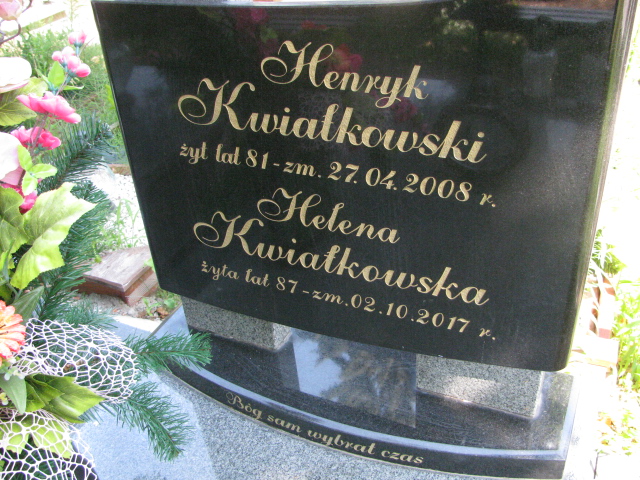 Henryk
Kwiatkowski
żył lat 81 - zm. 27.04.2008 r.
Helena
Kwiatkowska
żyła lat 87 - zm. 02.10.2017 r.
Bóg sam wybrał czas